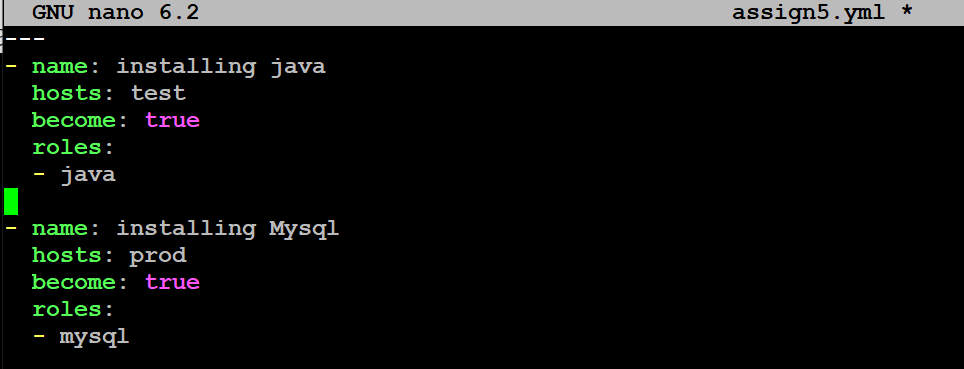 GNU nano 6.2 assign5.yml *
---
- name: installing java
  hosts: test
  become: true
  roles:
  - java

- name: installing Mysql
  hosts: prod
  become: true
  roles:
  - mysql